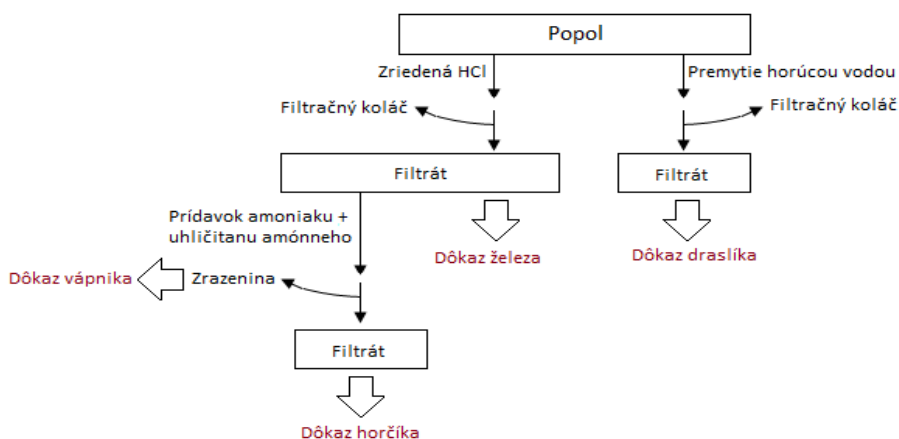 Popol
Zriedená HCl
Premytie horúcou vodou
Filtračný koláč
Filtračný koláč
Filtrát
Filtrát
Prídavok amoniaku +
uhličitanu amónneho
Dôkaz železa
Dôkaz draslíka
Dôkaz vápnika
Zrazenina
Filtrát
Dôkaz horčíka